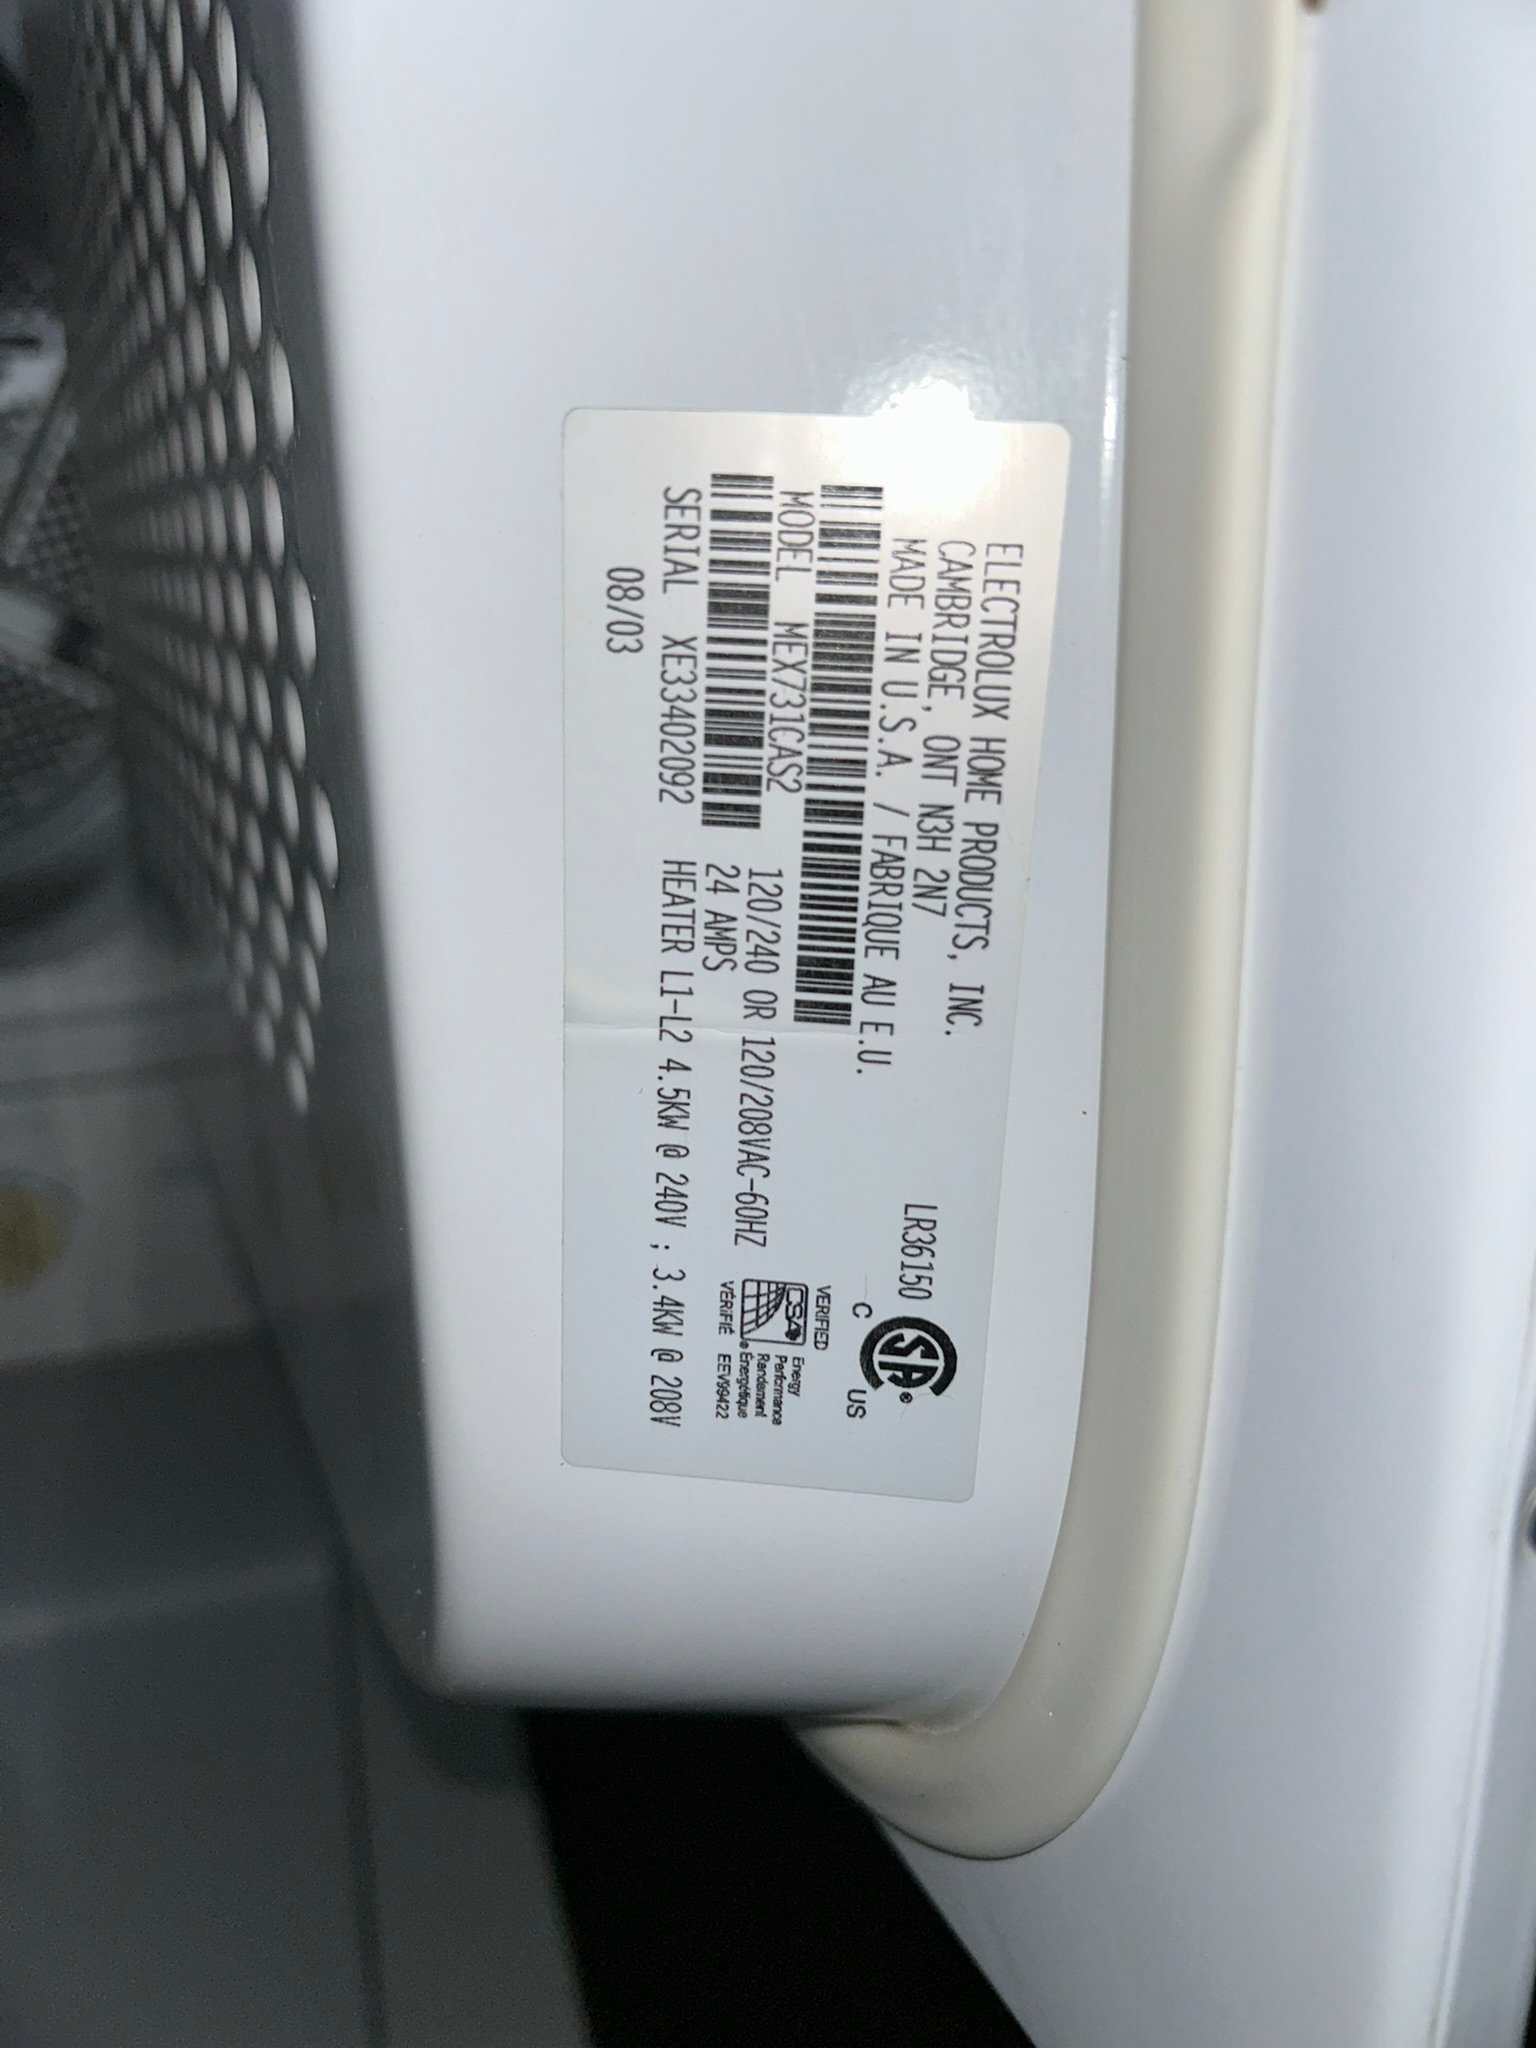 ELECTROLUX HOME PRODUCTS, INC.
CAMBRIDGE, ONT N3H 2N7
MADE IN U.S.A. / FABRIQUE AU E.U.
LR36150
SA®
C US
MODEL MEX731CAS2
120/240 OR 120/208VAC-60HZ
24 AMPS
SERIAL XE33402092
HEATER L1-L2 4.5KW @ 240V ; 3.4KW @ 208V
08/03
VERIFIED
CSA
Energy
Performance
Rendement
Énergétique
VÉRIFIÉ EEV99422